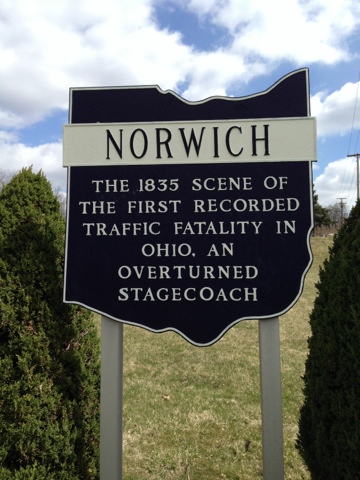 NORWICH
THE 1835 SCENE OF
THE FIRST RECORDED
TRAFFIC FATALITY IN
OHIO, AN
OVERTURNED
STAGECOACH